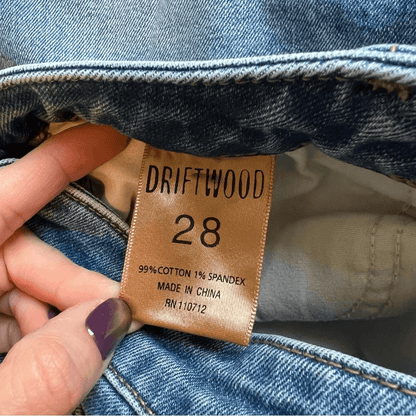 DRIFTWOOD
28
99% COTTON 1% SPANDEX
MADE IN CHINA
RN 110712